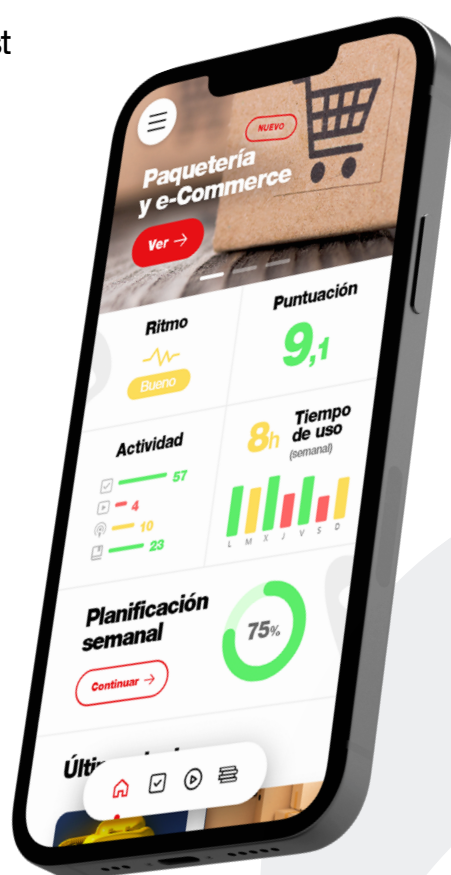 st
NUEVO
Paquetería
y e-Commerce
Ver →
Ritmo
Bueno
Puntuación
9,1
Actividad
57
4
10
23
8h
Tiempo
de uso
(semanal)
L M X J V S D
Planificación
semanal
75%
Continuar →